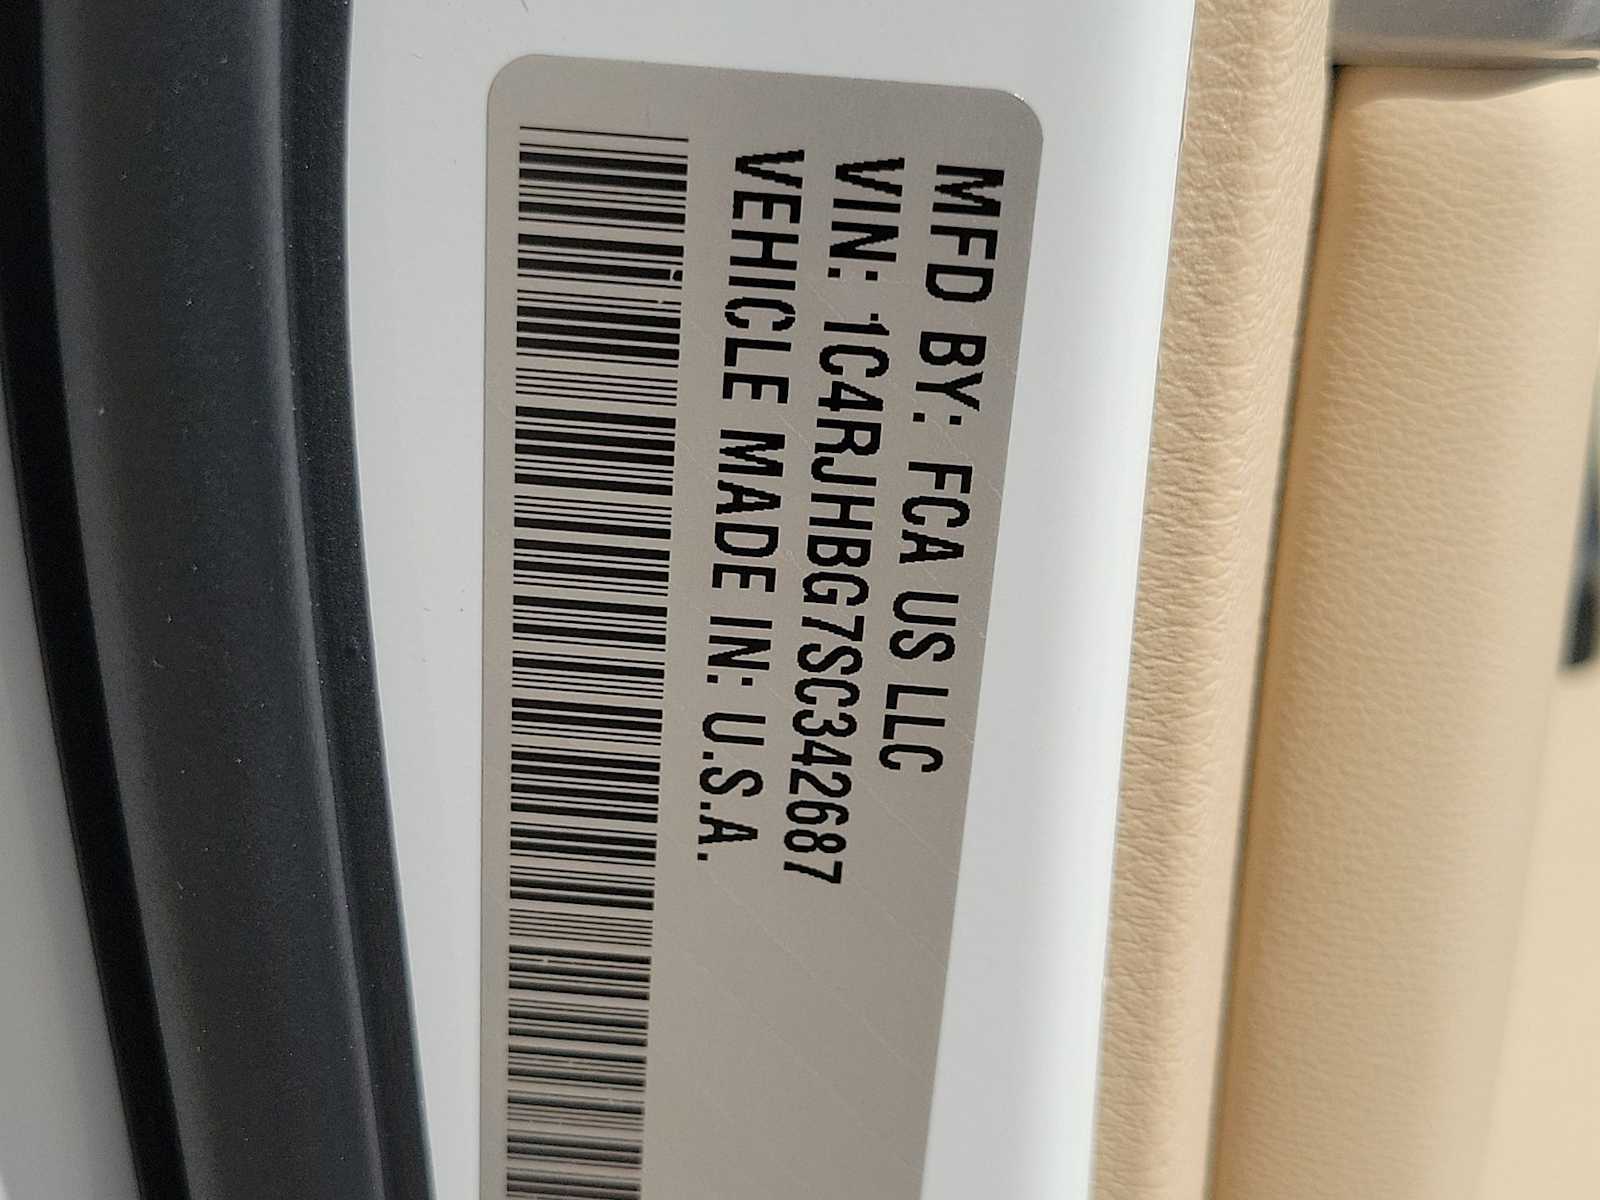 MFD BY: FCA US LLC
VIN: 1C4RJHBG7SC342687
VEHICLE MADE IN: U.S.A.